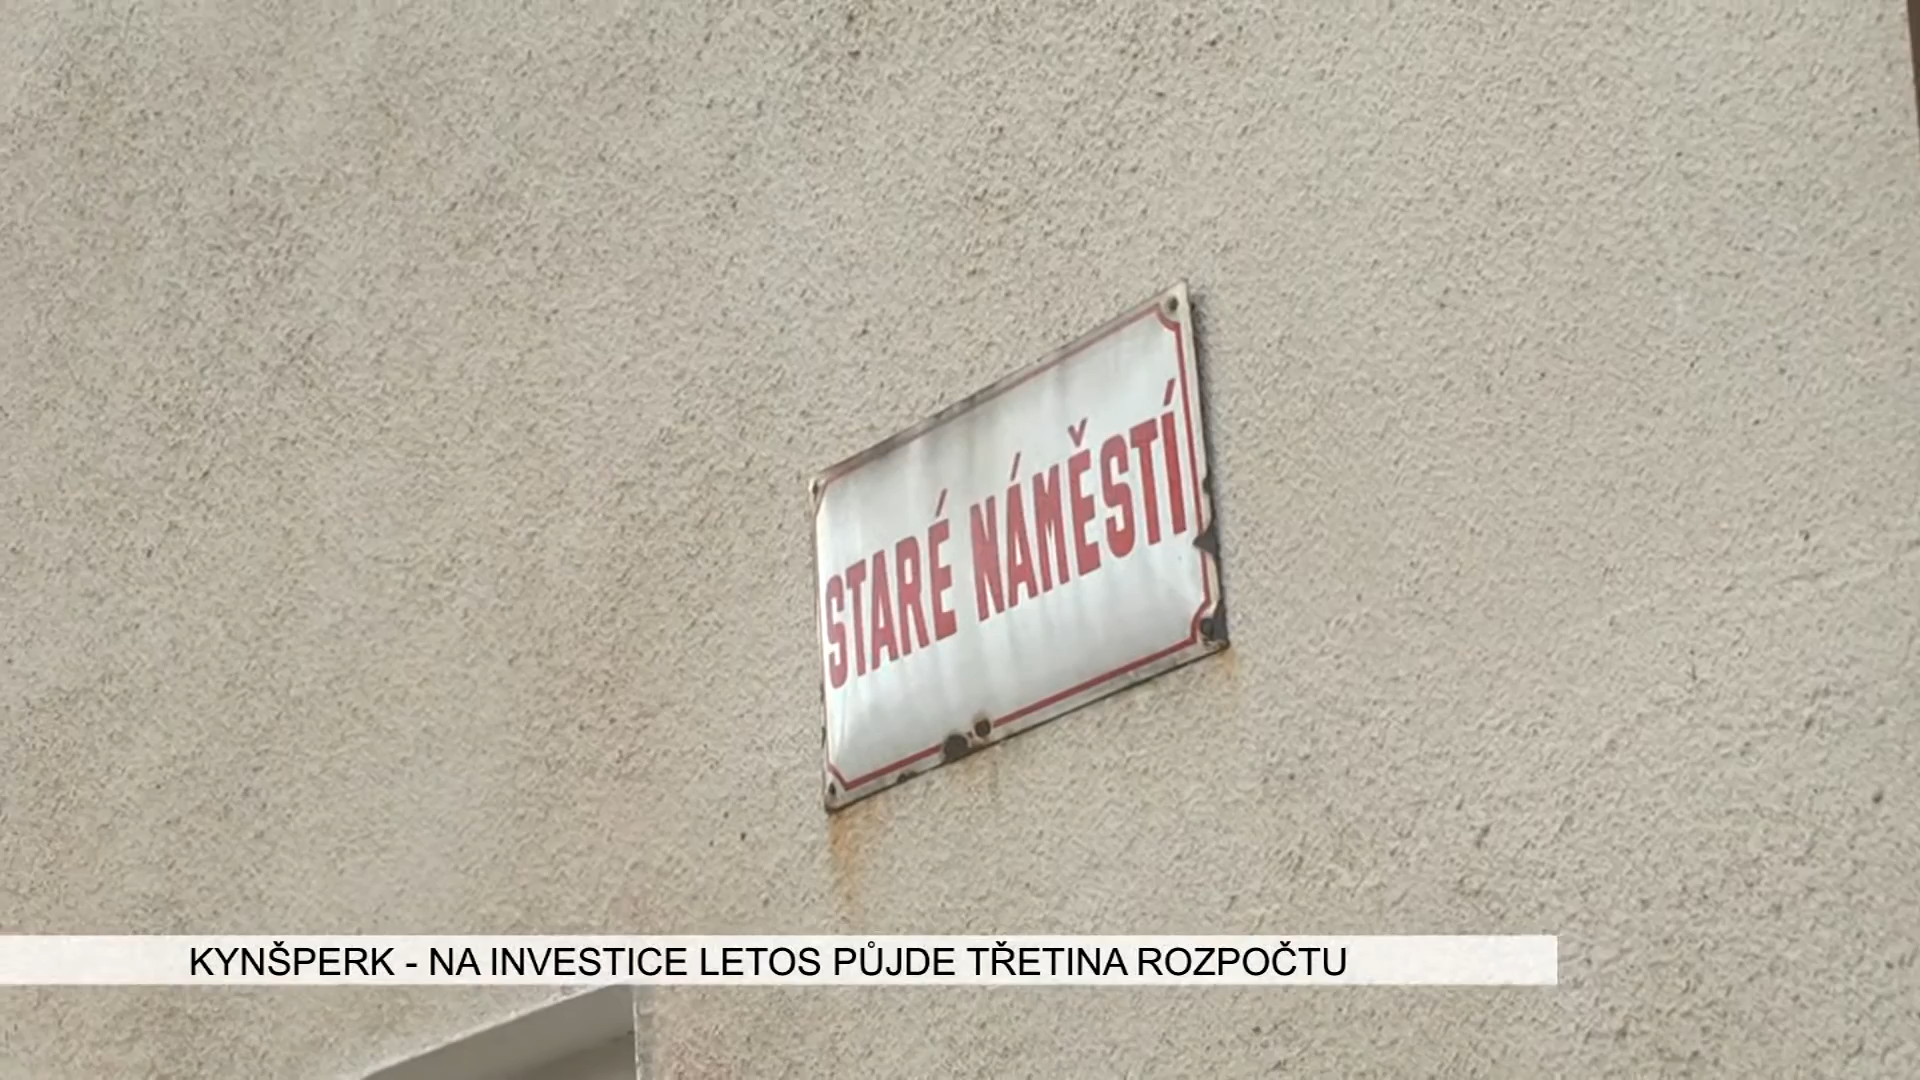 STARÉ NÁMĚSTÍ
KYNŠPERK - NA INVESTICE LETOS PŮJDE TŘETINA ROZPOČTU